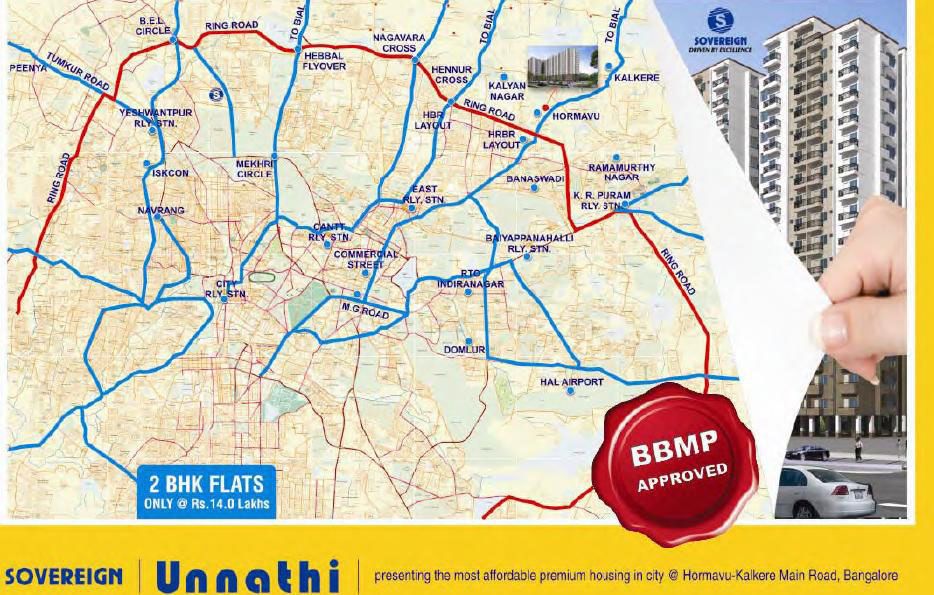 B.E.L.
CIRCLE
RING ROAD
TO BIAL
HEBBAL
FLYOVER
NAGAVARA
CROSS
TO BIAL
TO BIAL
S
SOVEREIGN
DRIVEN BY EXCELLENCE
PEENYA
TUMKUR ROAD
HENNUR
CROSS
KALYAN
NAGAR
KALKERE
S
YESHWANTPUR
RLY STN.
HBR
LAYOUT
RING ROAD
HORMAVU
HRBR
LAYOUT
RING ROAD
ISKCON
MEKHRI
CIRCLE
BANASWADI
RAMAMURTHY
NAGAR
NAVRANG
EAST
RLY. STN.
K. R. PURAM
RLY. STN.
CANTT.
RLY. STN.
COMMERCIAL
STREET
BAIYAPPANAHALLI
RLY. STN.
RING ROAD
CITY
RLY. STN.
RTO
INDIRANAGAR
M.G.ROAD
DOMLUR
HAL AIRPORT
BBMP
APPROVED
2 BHK FLATS
ONLY @ Rs.14.0 Lakhs
SOVEREIGN Unnathi presenting the most affordable premium housing in city @ Hormavu-Kalkere Main Road, Bangalore